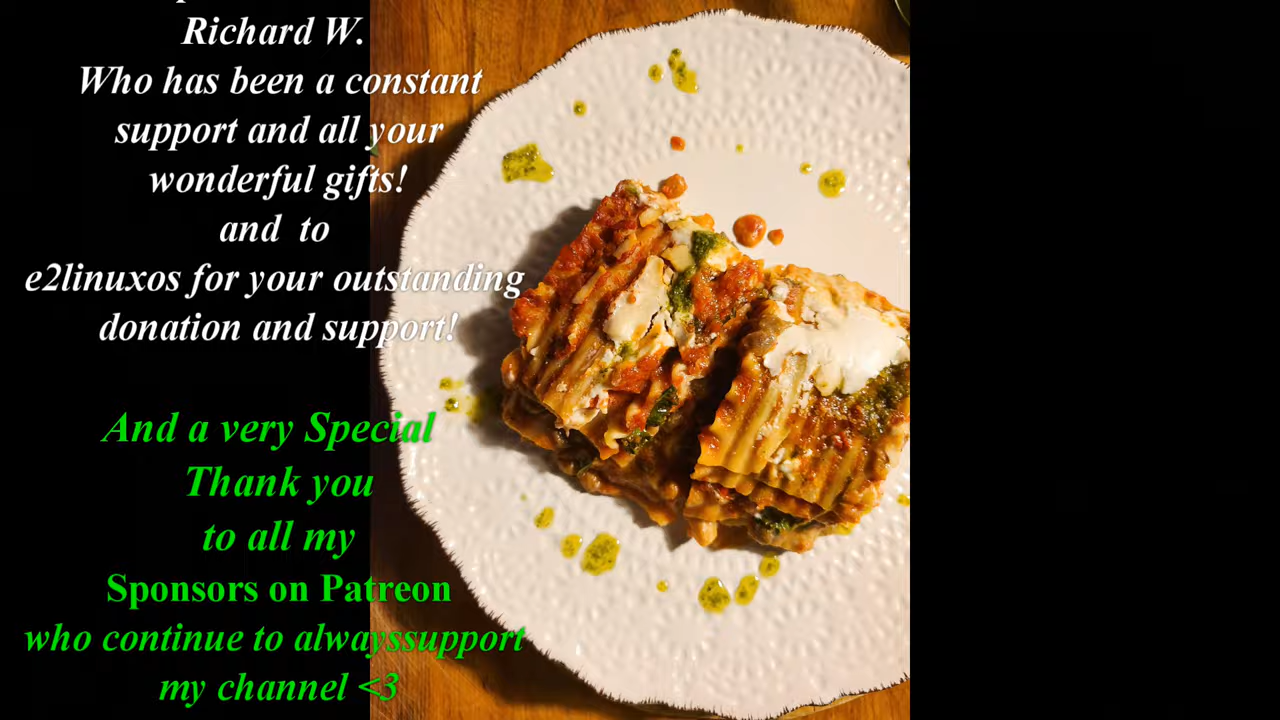 Richard W.
Who has been a constant
support and all your
wonderful gifts!
and to
e2linuxos for your outstanding
donation and support!
And a very Special
Thank you
to all my
Sponsors on Patreon
who continue to alwayssupport
my channel <3